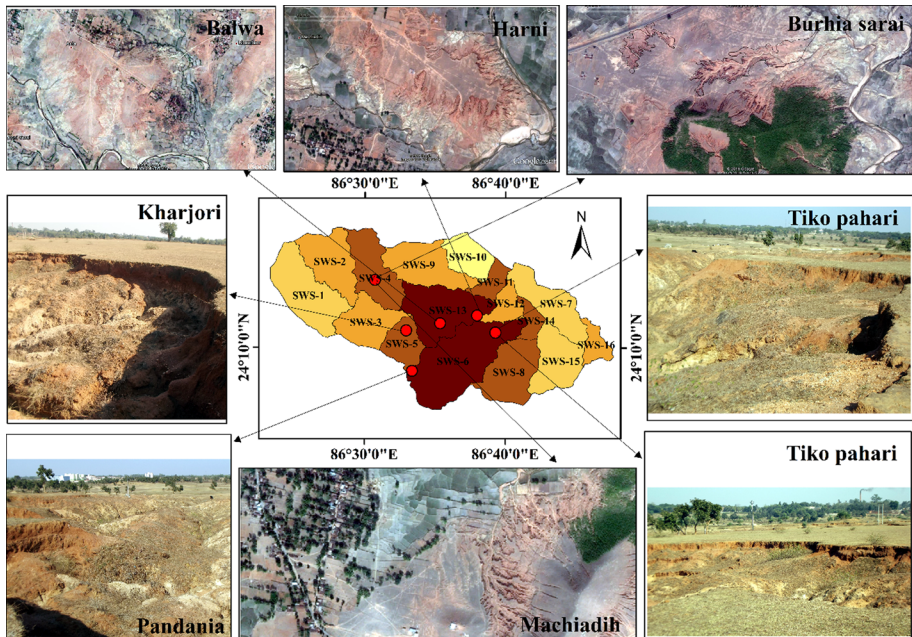 Balwa
Harni
Burhia sarai
Google earth
86°30'0"E
86°40'0"E
Kharjori
Tiko pahari
N
SWS-10
SWS-2
SWS-9
SWS-4
SWS-11
SWS-1
SWS-12
SWS-7
SWS-13
SWS-3
SWS-14
SWS-5
SWS-16
SWS-6
SWS-15
SWS-8
24°10'0"N
24°10'0"N
86°30'0"E
86°40'0"E
Tiko pahari
Pandania
Machiadih